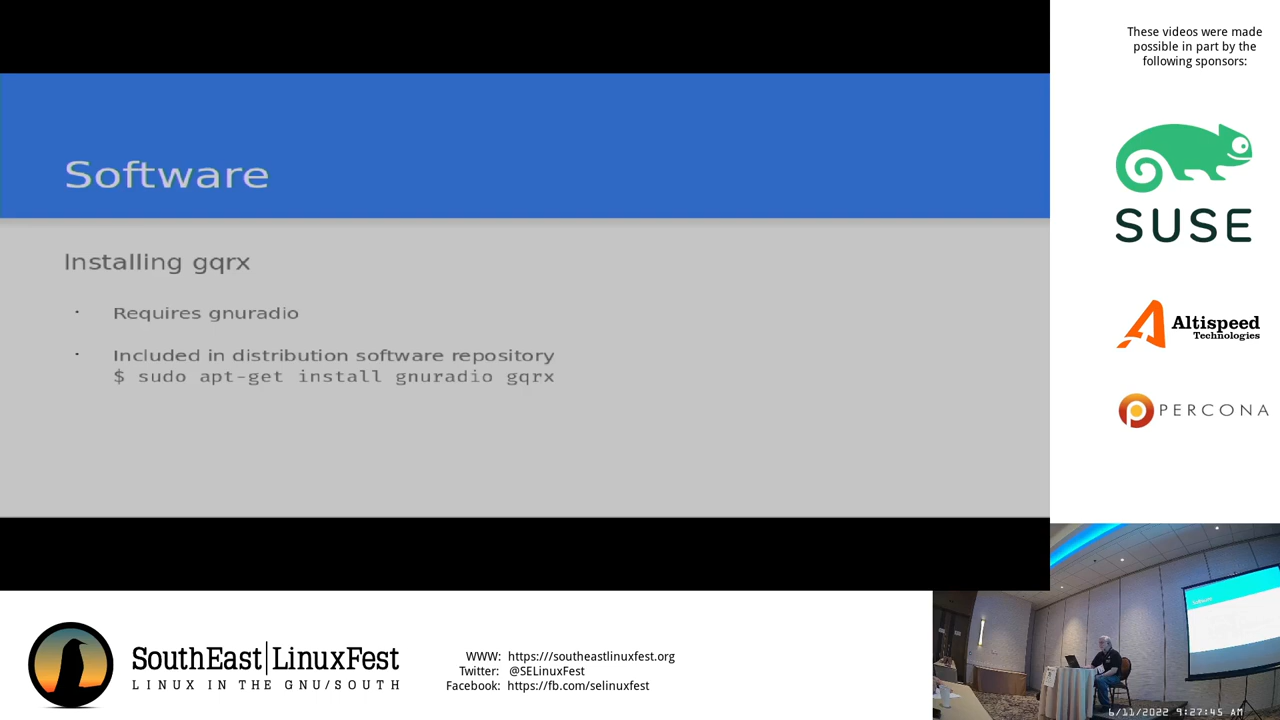 These videos were made
possible in part by the
following sponsors:
Software
Installing gqrx
· Requires gnuradio
· Included in distribution software repository
$ sudo apt-get install gnuradio gqrx
SUSE
Altispeed
Technologies
PERCONA
SouthEast|LinuxFest
LINUX IN THE GNU/SOUTH
WWW: https:///southeastlinuxfest.org
Twitter: @SELinuxFest
Facebook: https://fb.com/selinuxfest
Software
6/11/2022 9:27:45 AM